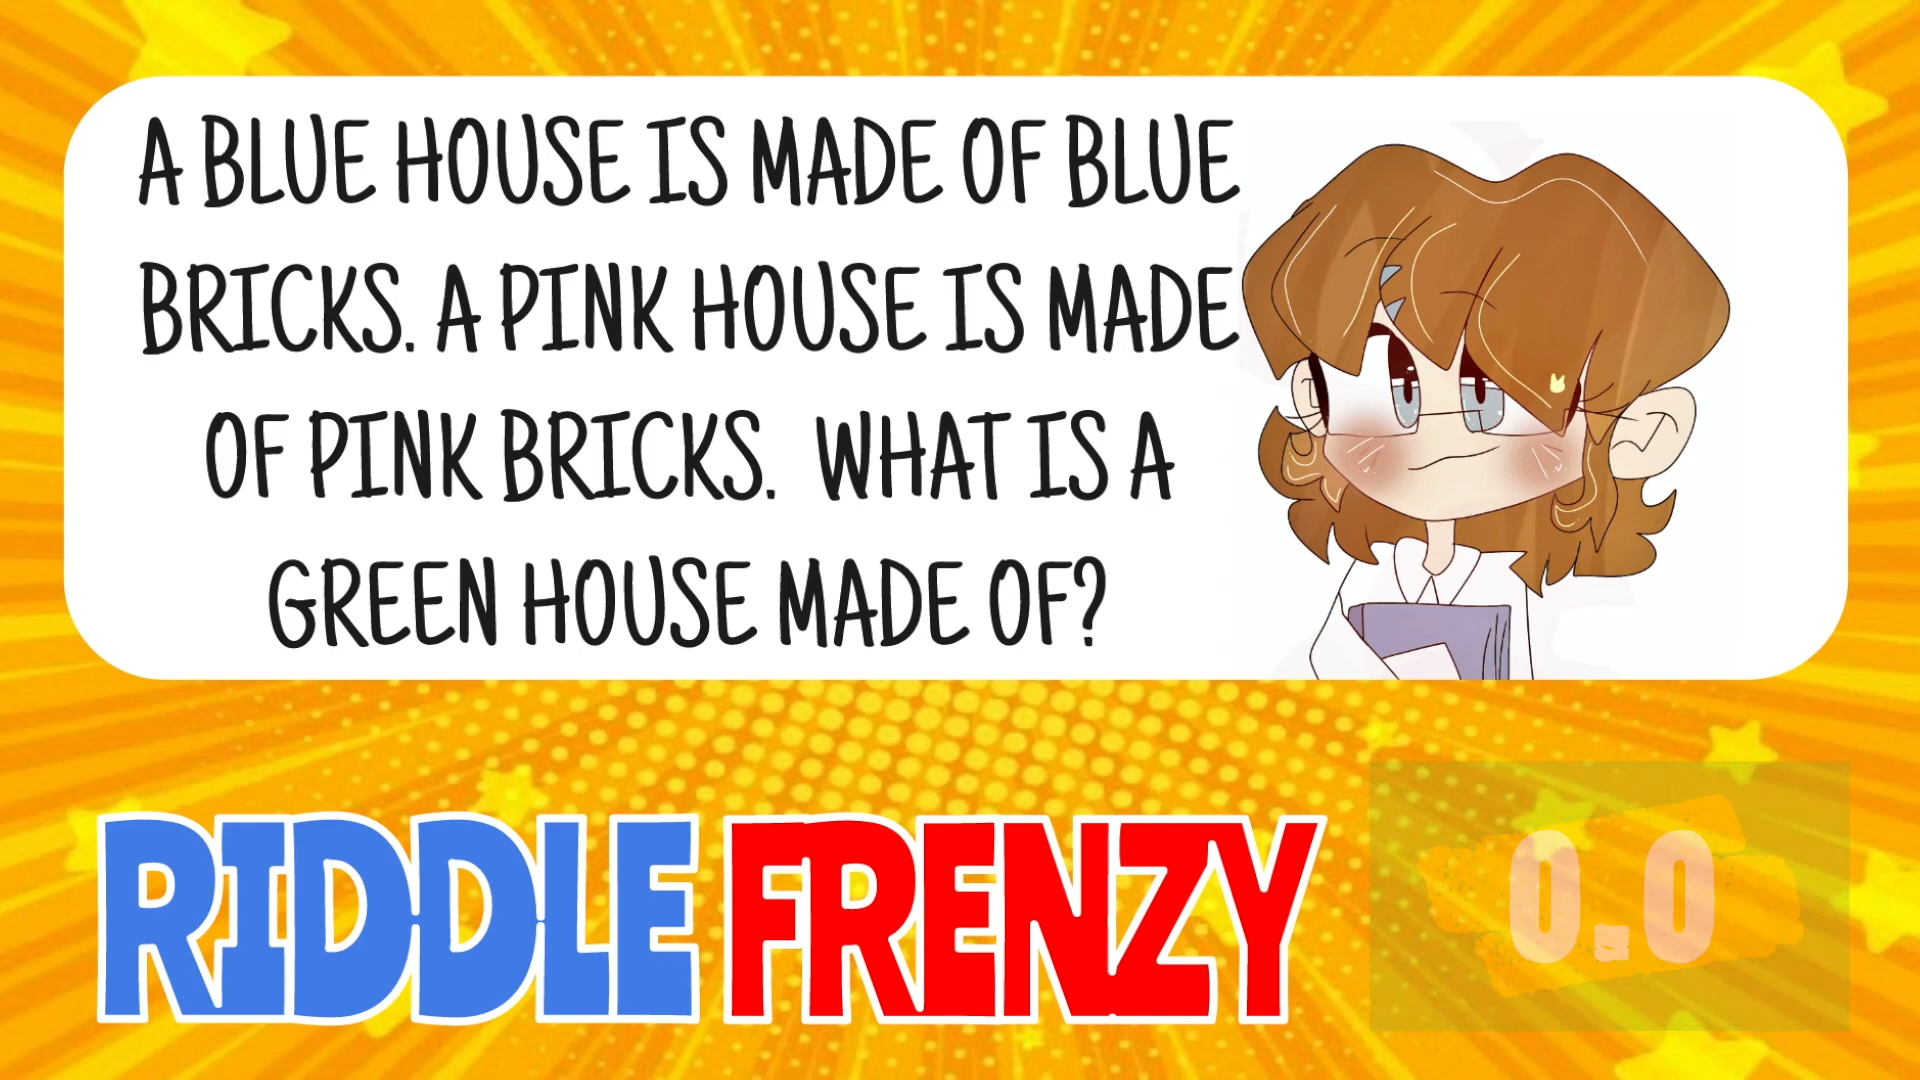 A BLUE HOUSE IS MADE OF BLUE
BRICKS. A PINK HOUSE IS MADE
OF PINK BRICKS. WHAT IS A
GREEN HOUSE MADE OF?
RIDDLE FRENZY
0.0